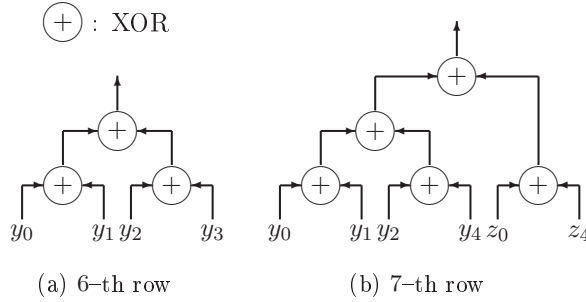 + : XOR
+
+
+ +
+
+ + +
y₀ y₁ y₂ y₃ y₀ y₁ y₂ y₄ z₀ z₄
(a) 6–th row (b) 7–th row